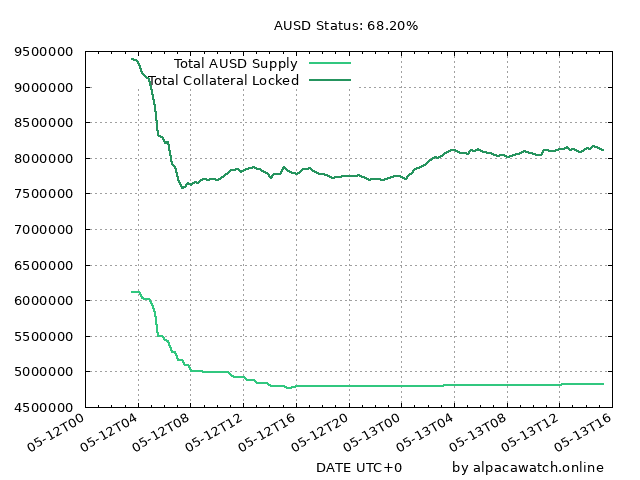 AUSD Status: 68.20%
9500000
9000000
8500000
8000000
7500000
7000000
6500000
6000000
5500000
5000000
4500000
Total AUSD Supply
Total Collateral Locked
05-12T00
05-12T04
05-12T08
05-12T12
05-12T16
05-12T20
05-13T00
05-13T04
05-13T08
05-13T12
05-13T16
DATE UTC+0
by alpacawatch.online